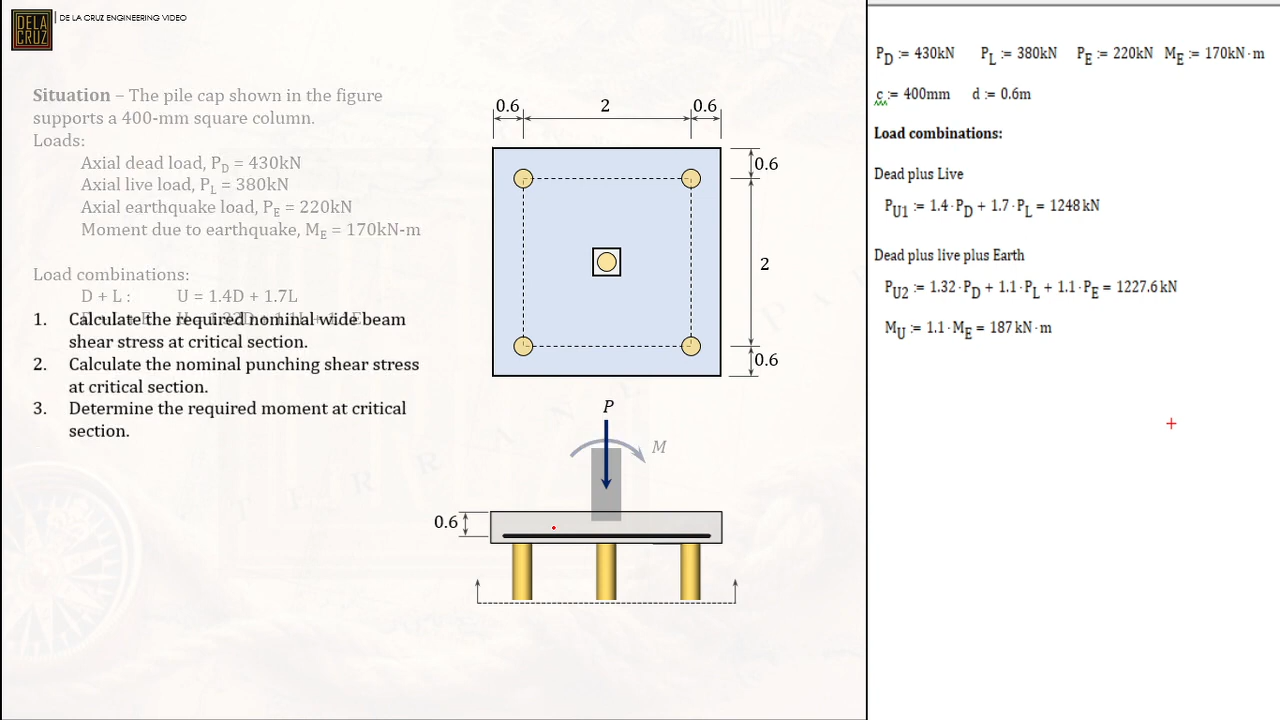 DELA
CRUZ
DE LA CRUZ ENGINEERING VIDEO
Situation – The pile cap shown in the figure
supports a 400-mm square column.
Loads:
Axial dead load, P_D = 430kN
Axial live load, P_L = 380kN
Axial earthquake load, P_E = 220kN
Moment due to earthquake, M_E = 170kN-m
Load combinations:
D + L : U = 1.4D + 1.7L
1. Calculate the required nominal wide beam
shear stress at critical section.
2. Calculate the nominal punching shear stress
at critical section.
3. Determine the required moment at critical
section.
0.6 2 0.6
0.6
2
0.6
P
M
0.6
P_D := 430kN P_L := 380kN P_E := 220kN M_E := 170kN·m
c := 400mm d := 0.6m
Load combinations:
Dead plus Live
P_U1 := 1.4·P_D + 1.7·P_L = 1248 kN
Dead plus live plus Earth
P_U2 := 1.32·P_D + 1.1·P_L + 1.1·P_E = 1227.6 kN
M_U := 1.1·M_E = 187 kN·m